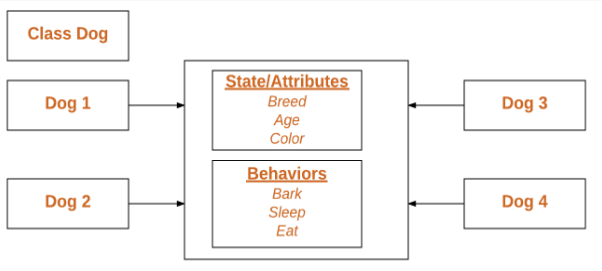 Class Dog
Dog 1
Dog 2
State/Attributes
Breed
Age
Color
Behaviors
Bark
Sleep
Eat
Dog 3
Dog 4